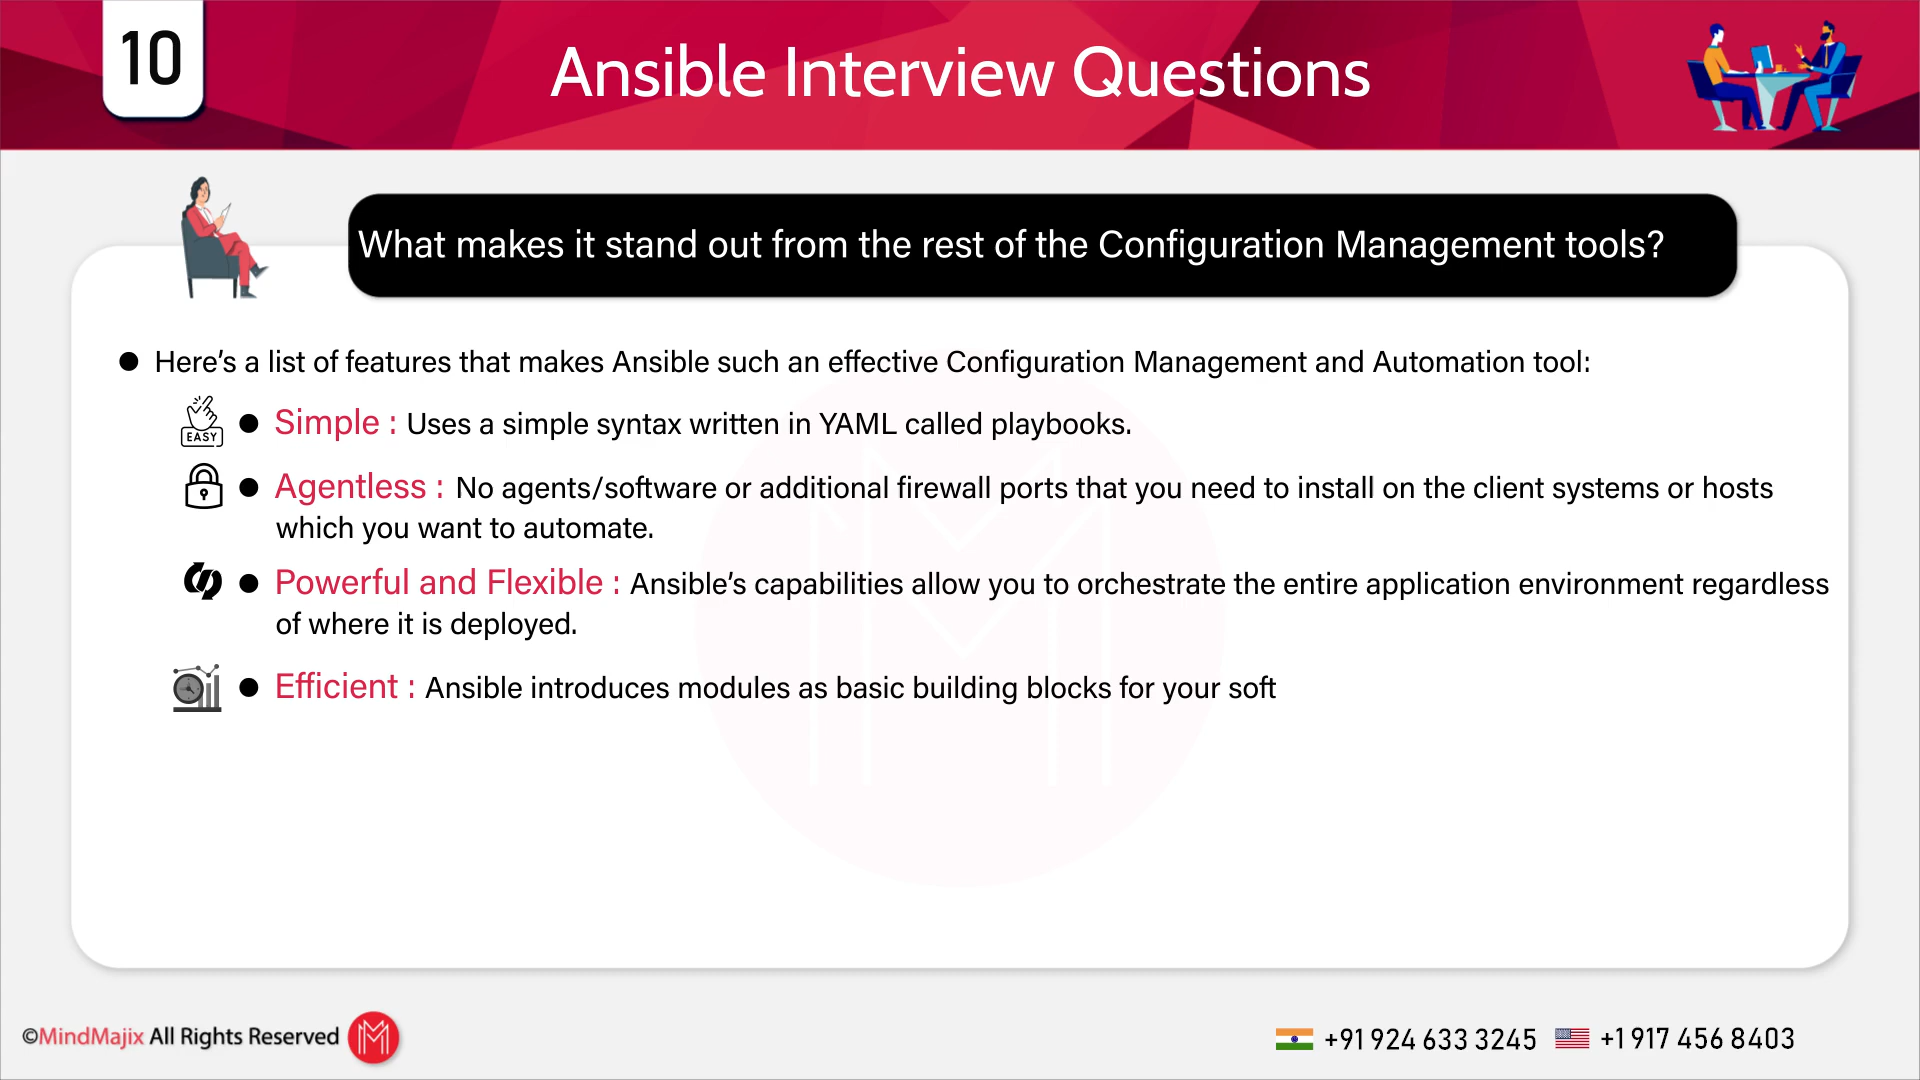 10
Ansible Interview Questions
What makes it stand out from the rest of the Configuration Management tools?
● Here's a list of features that makes Ansible such an effective Configuration Management and Automation tool:
EASY
● Simple : Uses a simple syntax written in YAML called playbooks.
● Agentless : No agents/software or additional firewall ports that you need to install on the client systems or hosts
which you want to automate.
● Powerful and Flexible : Ansible's capabilities allow you to orchestrate the entire application environment regardless
of where it is deployed.
● Efficient : Ansible introduces modules as basic building blocks for your soft
©MindMajix All Rights Reserved
+91 924 633 3245 +1 917 456 8403